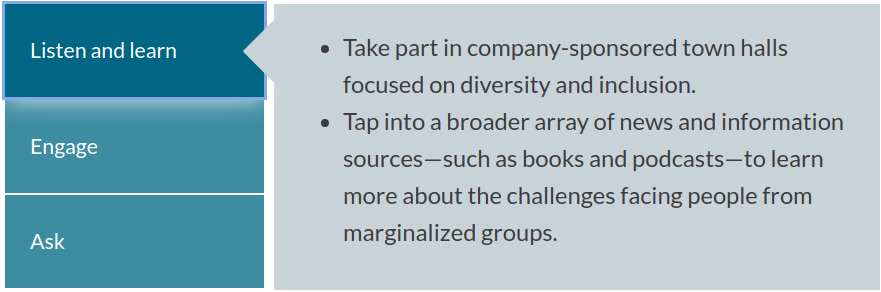 Listen and learn
Engage
Ask
• Take part in company-sponsored town halls
focused on diversity and inclusion.
• Tap into a broader array of news and information
sources—such as books and podcasts—to learn
more about the challenges facing people from
marginalized groups.